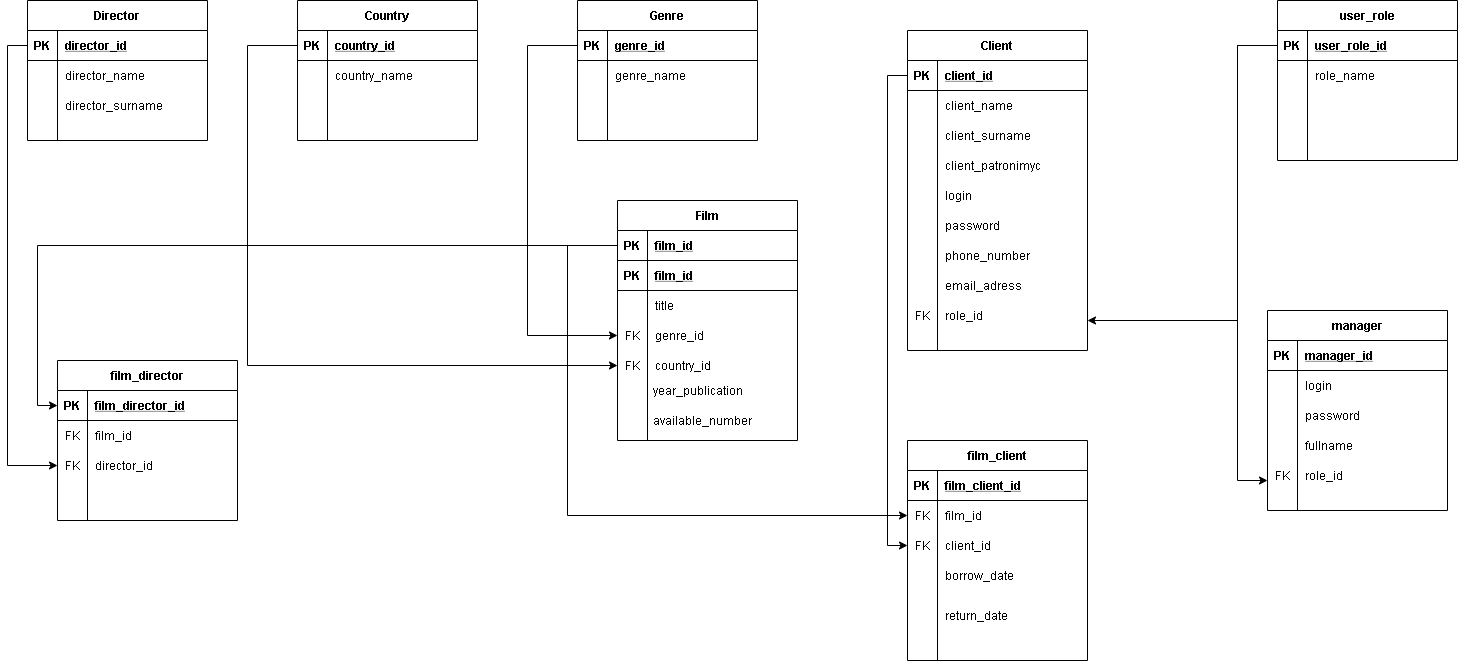 Director
PK director_id
director_name
director_surname
Country
PK country_id
country_name
Genre
PK genre_id
genre_name
Client
PK client_id
client_name
client_surname
client_patronimyc
login
password
phone_number
email_adress
FK role_id
user_role
PK user_role_id
role_name
Film
PK film_id
PK film_id
title
FK genre_id
FK country_id
year_publication
available_number
manager
PK manager_id
login
password
fullname
FK role_id
film_director
PK film_director_id
FK film_id
FK director_id
film_client
PK film_client_id
FK film_id
FK client_id
borrow_date
return_date